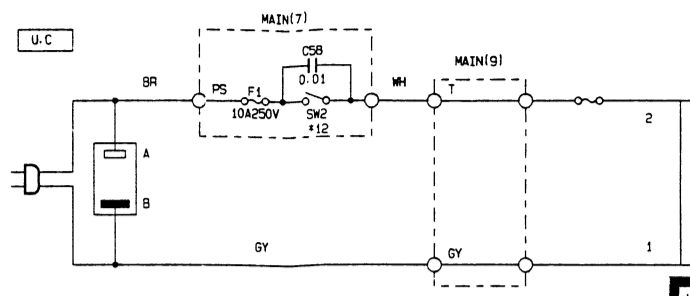 U.C
MAIN(7)
C58
0.01
BR
PS
F1
10A250V
SW2
*12
WH
MAIN(9)
T
2
A
B
GY
GY
1